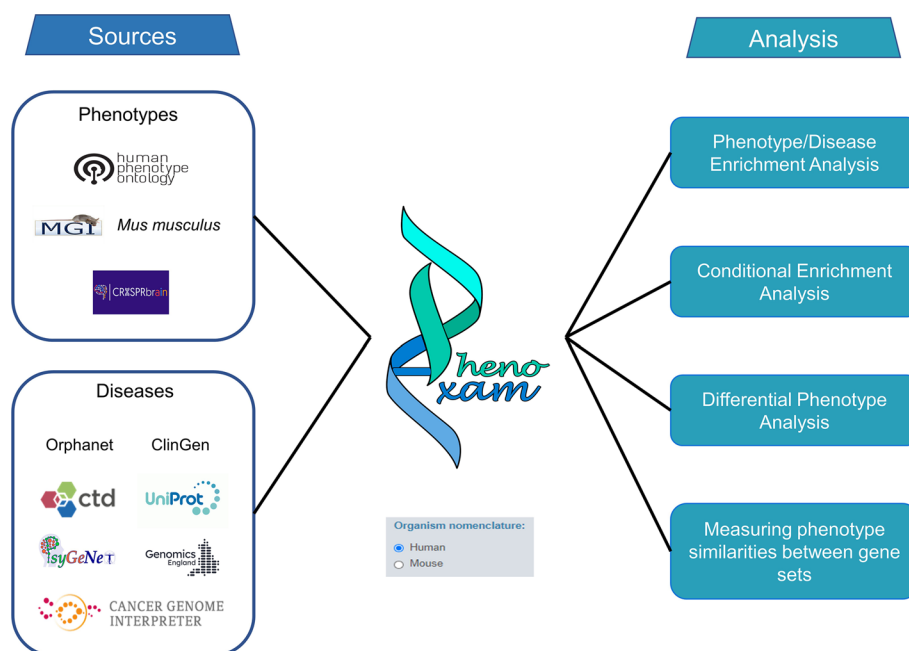 Sources
Phenotypes
human
phenotype
ontology
MGI
Mus musculus
CRISPRbrain
Diseases
Orphanet
ClinGen
ctd
UniProt
PsyGeNeT
Genomics
England
CANCER GENOME
INTERPRETER
Pheno
Exam
Organism nomenclature:
Human
Mouse
Analysis
Phenotype/Disease
Enrichment Analysis
Conditional Enrichment
Analysis
Differential Phenotype
Analysis
Measuring phenotype
similarities between gene
sets